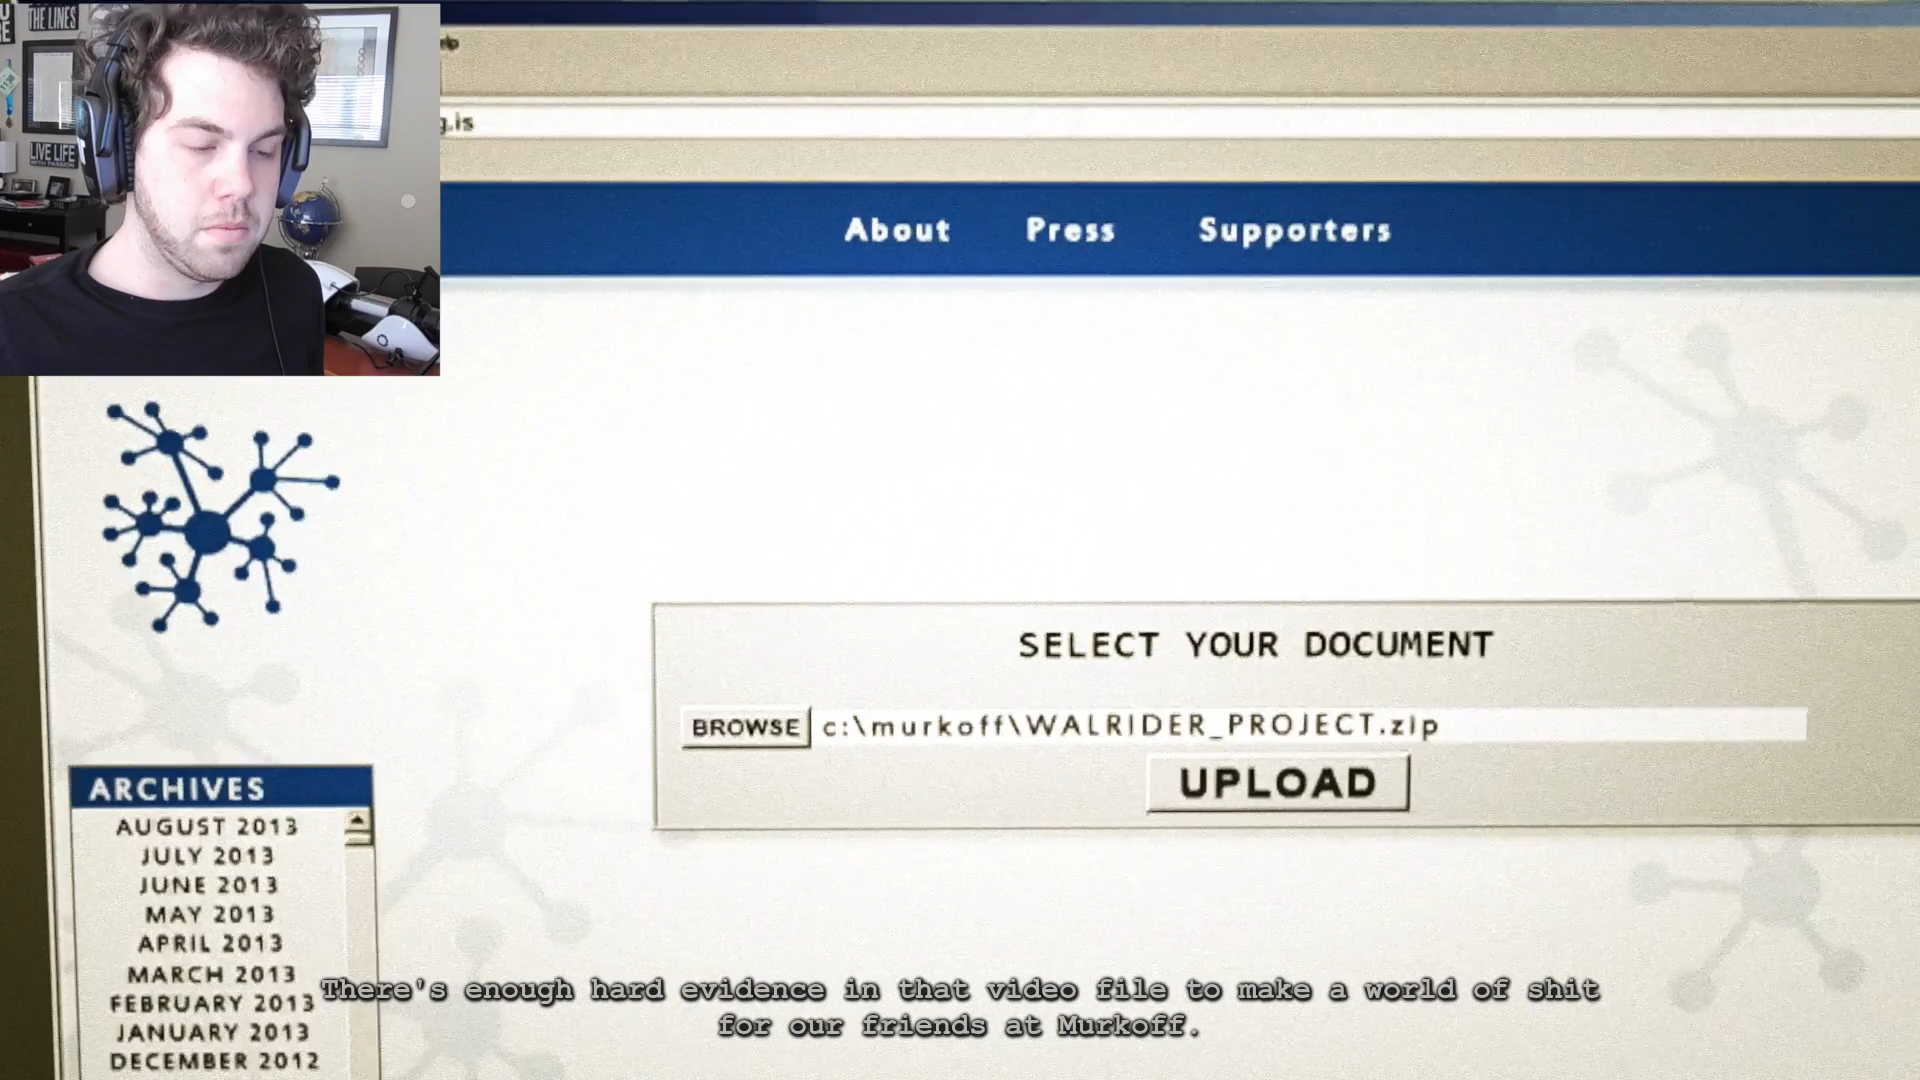 THE LINES
LIVE LIFE
WITH PASSION
g.is
About Press Supporters
SELECT YOUR DOCUMENT
BROWSE c:\murkoff\WALRIDER_PROJECT.zip
UPLOAD
ARCHIVES
AUGUST 2013
JULY 2013
JUNE 2013
MAY 2013
APRIL 2013
MARCH 2013
FEBRUARY 2013
JANUARY 2013
DECEMBER 2012
There's enough hard evidence in that video file to make a world of shit
for our friends at Murkoff.